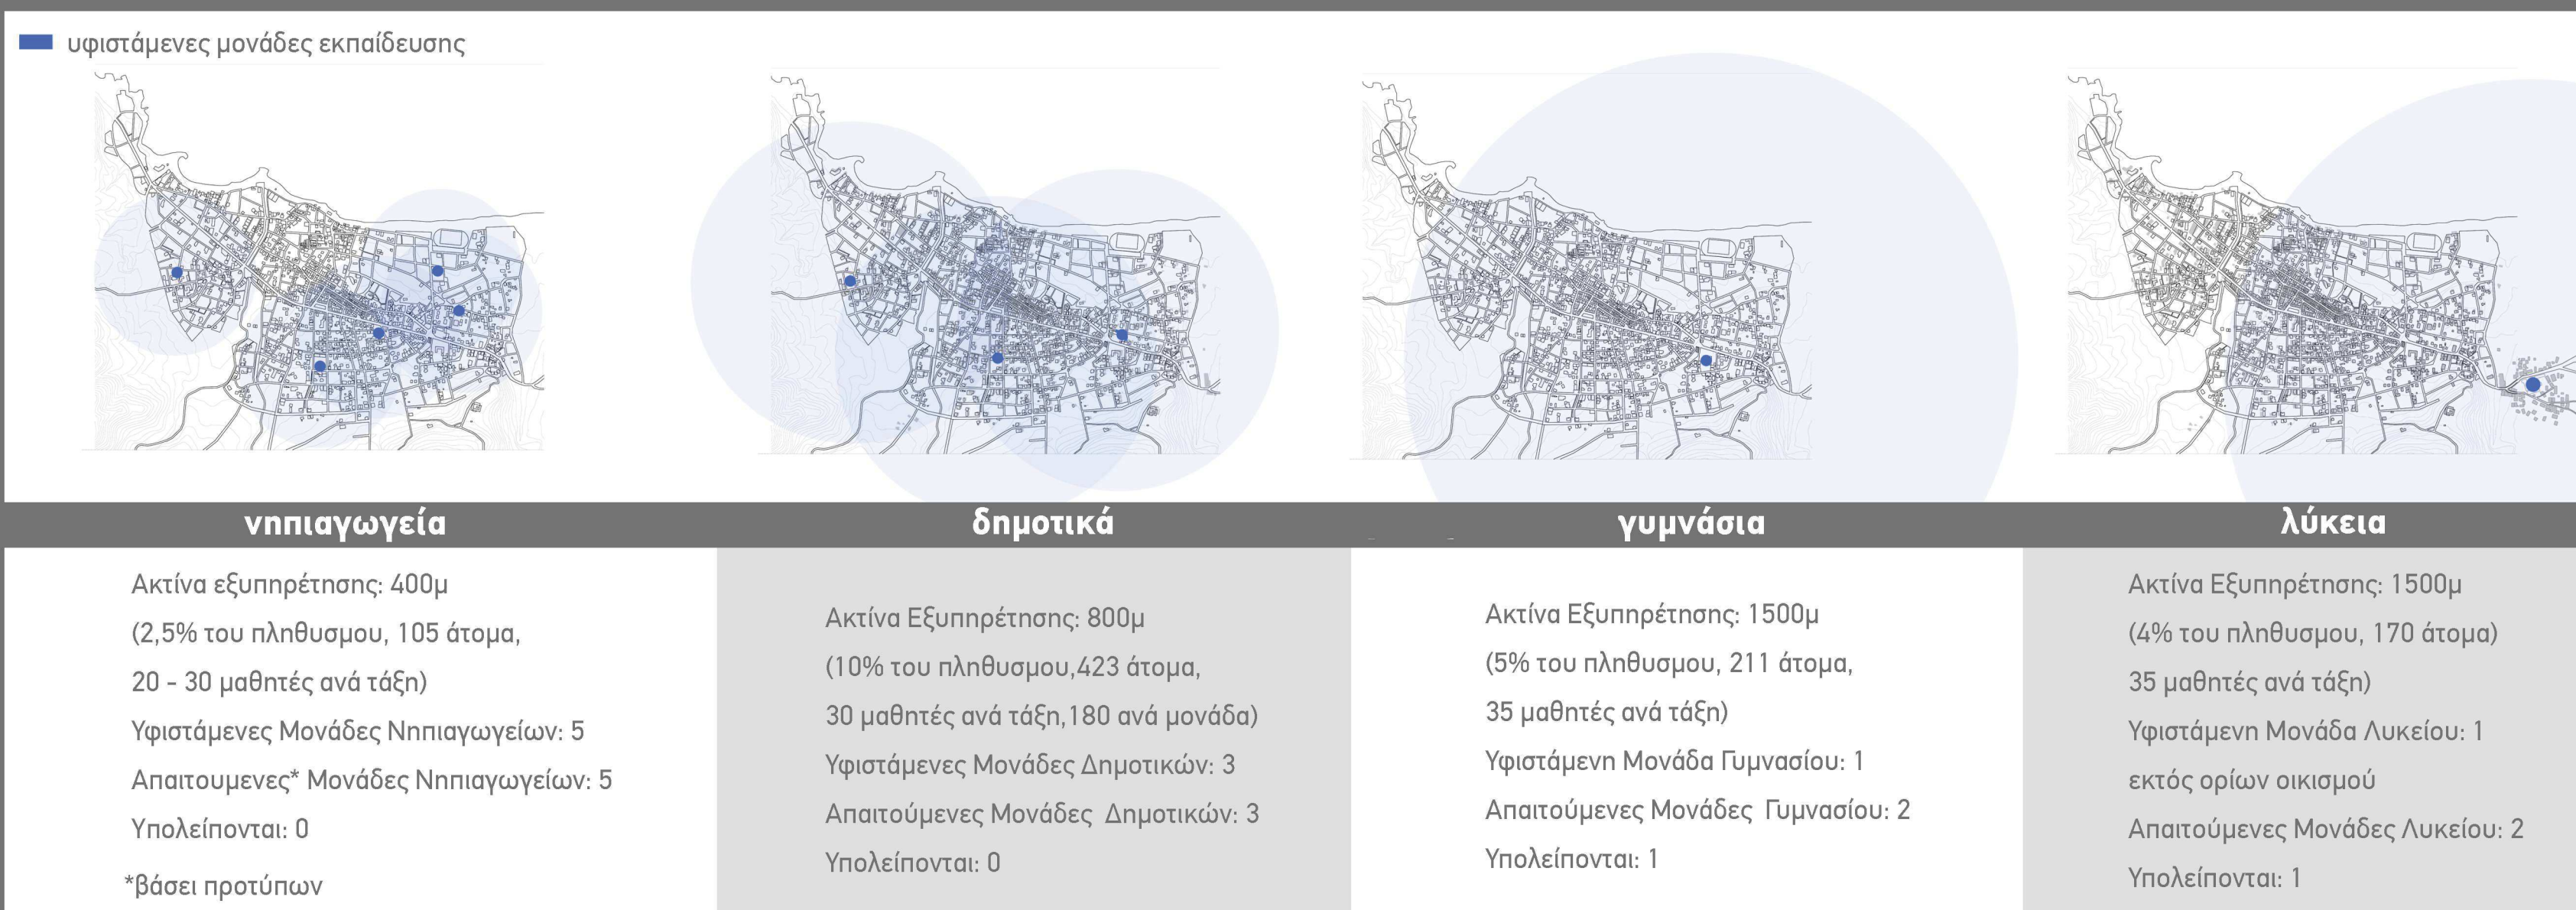 υφιστάμενες μονάδες εκπαίδευσης
νηπιαγωγεία
Ακτίνα εξυπηρέτησης: 400μ
(2,5% του πληθυσμου, 105 άτομα,
20 - 30 μαθητές ανά τάξη)
Υφιστάμενες Μονάδες Νηπιαγωγείων: 5
Απαιτουμενες* Μονάδες Νηπιαγωγείων: 5
Υπολείπονται: 0
*βάσει προτύπων
δημοτικά
Ακτίνα Εξυπηρέτησης: 800μ
(10% του πληθυσμου,423 άτομα,
30 μαθητές ανά τάξη,180 ανά μονάδα)
Υφιστάμενες Μονάδες Δημοτικών: 3
Απαιτούμενες Μονάδες Δημοτικών: 3
Υπολείπονται: 0
γυμνάσια
Ακτίνα Εξυπηρέτησης: 1500μ
(5% του πληθυσμου, 211 άτομα,
35 μαθητές ανά τάξη)
Υφιστάμενη Μονάδα Γυμνασίου: 1
Απαιτούμενες Μονάδες Γυμνασίου: 2
Υπολείπονται: 1
λύκεια
Ακτίνα Εξυπηρέτησης: 1500μ
(4% του πληθυσμου, 170 άτομα)
35 μαθητές ανά τάξη)
Υφιστάμενη Μονάδα Λυκείου: 1
εκτός ορίων οικισμού
Απαιτούμενες Μονάδες Λυκείου: 2
Υπολείπονται: 1